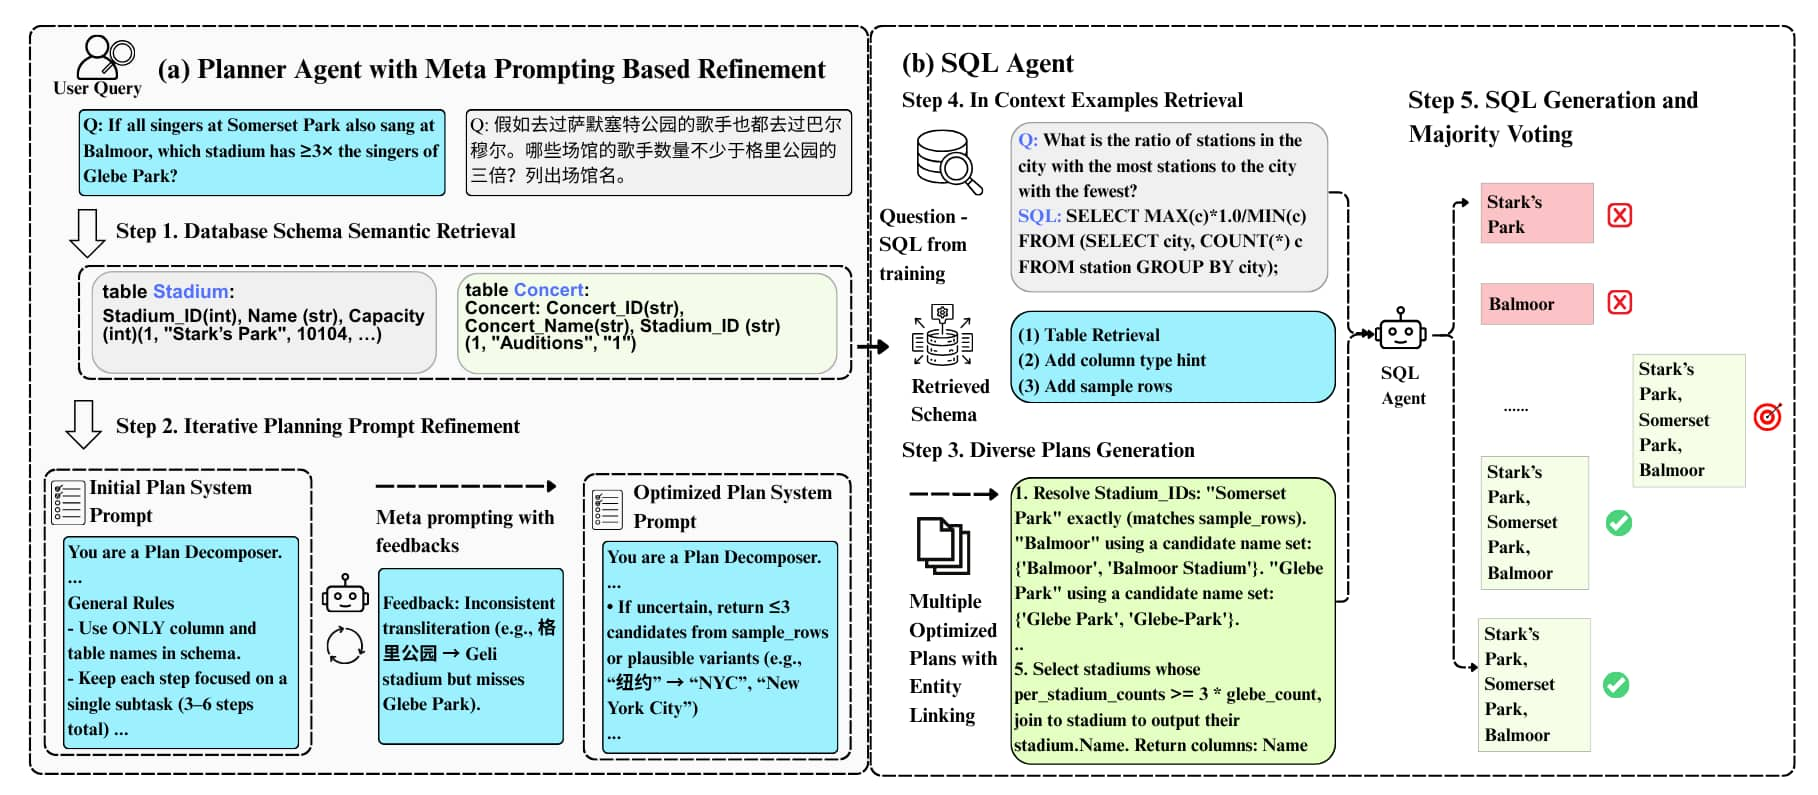 User Query
(a) Planner Agent with Meta Prompting Based Refinement
Q: If all singers at Somerset Park also sang at
Balmoor, which stadium has ≥3× the singers of
Glebe Park?
Q: 假如去过萨默塞特公园的歌手也都去过巴尔
穆尔。哪些场馆的歌手数量不少于格里公园的
三倍？列出场馆名。
Step 1. Database Schema Semantic Retrieval
table Stadium:
Stadium_ID(int), Name (str), Capacity
(int)(1, "Stark's Park", 10104, ...)
table Concert:
Concert: Concert_ID(str),
Concert_Name(str), Stadium_ID (str)
(1, "Auditions", "1")
Step 2. Iterative Planning Prompt Refinement
Initial Plan System
Prompt
You are a Plan Decomposer.
...
General Rules
- Use ONLY column and
table names in schema.
- Keep each step focused on a
single subtask (3–6 steps
total) ...
Meta prompting with
feedbacks
Feedback: Inconsistent
transliteration (e.g., 格
里公园 → Geli
stadium but misses
Glebe Park).
Optimized Plan System
Prompt
You are a Plan Decomposer.
...
• If uncertain, return ≤3
candidates from sample_rows
or plausible variants (e.g.,
“纽约” → “NYC”, “New
York City”)
...
(b) SQL Agent
Step 4. In Context Examples Retrieval
Question -
SQL from
training
Q: What is the ratio of stations in the
city with the most stations to the city
with the fewest?
SQL: SELECT MAX(c)*1.0/MIN(c)
FROM (SELECT city, COUNT(*) c
FROM station GROUP BY city);
Retrieved
Schema
(1) Table Retrieval
(2) Add column type hint
(3) Add sample rows
Step 3. Diverse Plans Generation
Multiple
Optimized
Plans with
Entity
Linking
1. Resolve Stadium_IDs: "Somerset
Park" exactly (matches sample_rows).
"Balmoor" using a candidate name set:
{'Balmoor', 'Balmoor Stadium'}. "Glebe
Park" using a candidate name set:
{'Glebe Park', 'Glebe-Park'}.
..
5. Select stadiums whose
per_stadium_counts >= 3 * glebe_count,
join to stadium to output their
stadium.Name. Return columns: Name
SQL
Agent
Step 5. SQL Generation and
Majority Voting
Stark's
Park
Balmoor
......
Stark's
Park,
Somerset
Park,
Balmoor
Stark's
Park,
Somerset
Park,
Balmoor
Stark's
Park,
Somerset
Park,
Balmoor